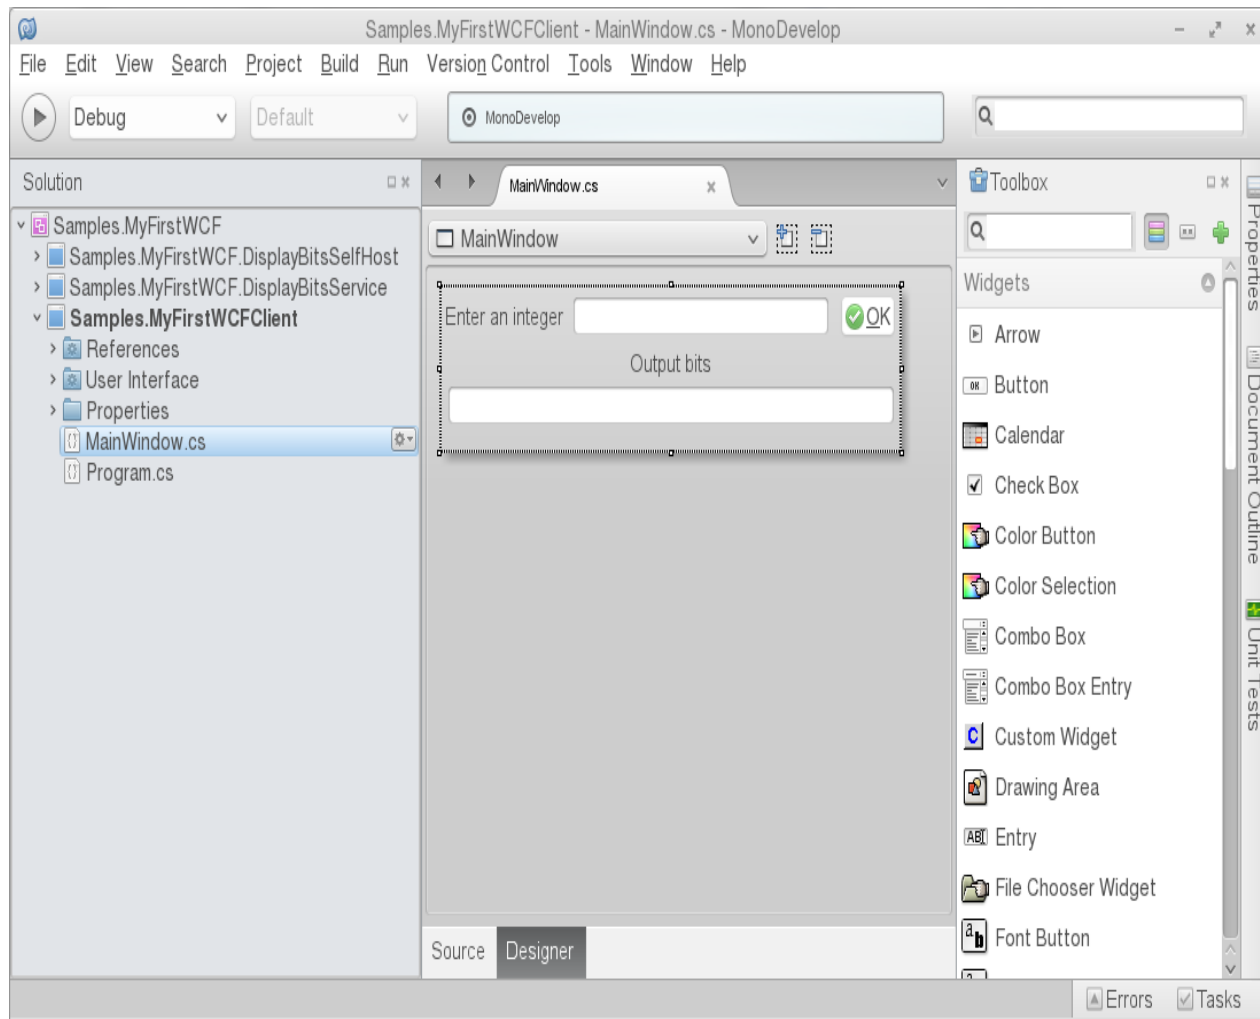 Samples.MyFirstWCFClient - MainWindow.cs - MonoDevelop
File Edit View Search Project Build Run Version Control Tools Window Help
Debug
Default
MonoDevelop
Solution
Samples.MyFirstWCF
Samples.MyFirstWCF.DisplayBitsSelfHost
Samples.MyFirstWCF.DisplayBitsService
Samples.MyFirstWCFClient
References
User Interface
Properties
MainWindow.cs
Program.cs
MainWindow.cs
MainWindow
Enter an integer
OK
Output bits
Source
Designer
Toolbox
Widgets
Arrow
OK Button
Calendar
Check Box
Color Button
Color Selection
Combo Box
Combo Box Entry
C Custom Widget
Drawing Area
ABI Entry
File Chooser Widget
ab Font Button
Properties
Document Outline
Unit Tests
Errors
Tasks